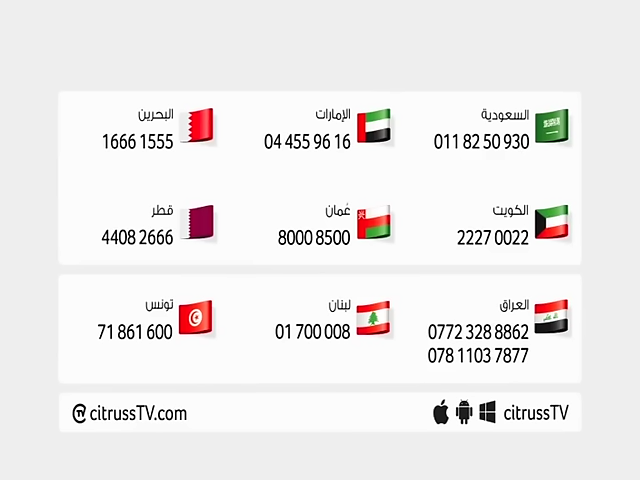 السعودية
011 82 50 930
الإمارات
04 455 96 16
البحرين
1666 1555
الكويت
2227 0022
عُمان
8000 8500
قطر
4408 2666
العراق
0772 328 8862
078 1103 7877
لبنان
01 700 008
تونس
71 861 600
citrussTV
citrussTV.com